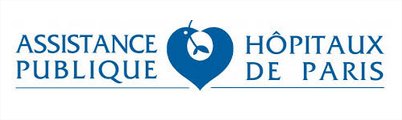 ASSISTANCE
PUBLIQUE
HÔPITAUX
DE PARIS